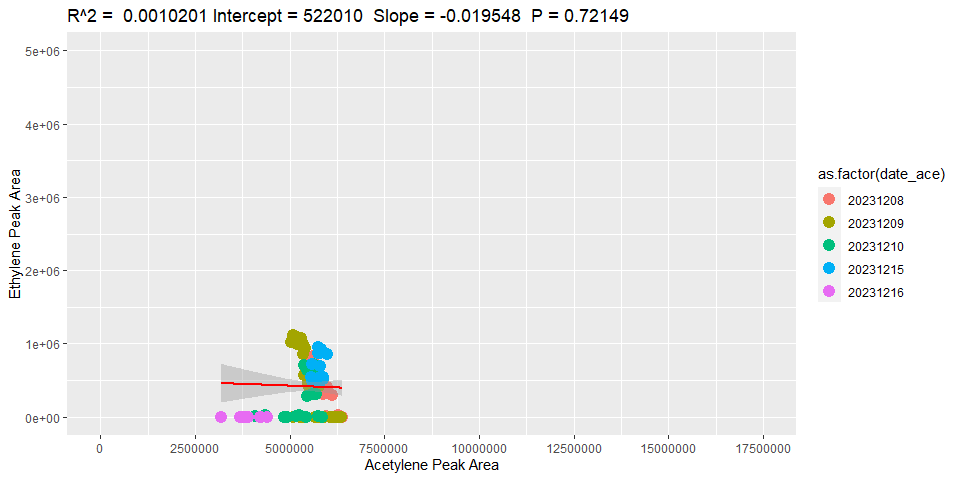 R^2 =  0.0010201 Intercept = 522010  Slope = -0.019548  P = 0.72149
5e+06
4e+06
3e+06
2e+06
1e+06
0e+00
Ethylene Peak Area
0 2500000 5000000 7500000 10000000 12500000 15000000 17500000
Acetylene Peak Area
as.factor(date_ace)
20231208
20231209
20231210
20231215
20231216